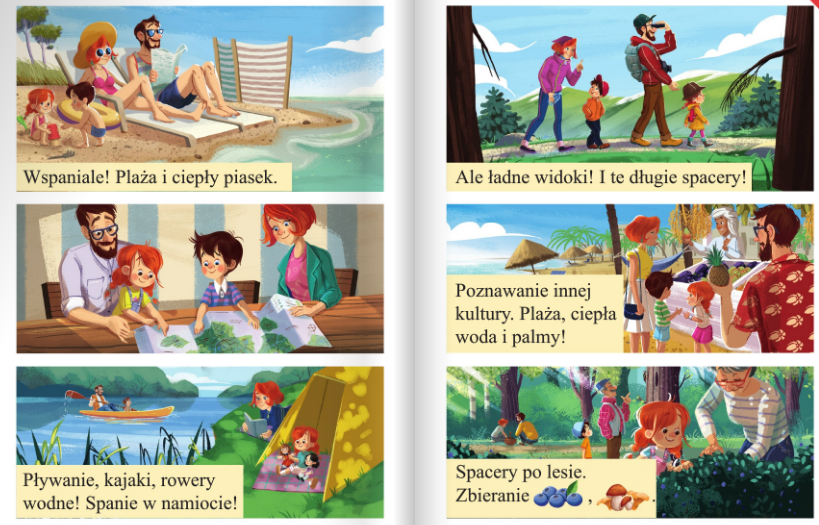 Wspaniale! Plaża i ciepły piasek.
Pływanie, kajaki, rowery
wodne! Spanie w namiocie!
Ale ładne widoki! I te długie spacery!
Poznawanie innej
kultury. Plaża, ciepła
woda i palmy!
Spacery po lesie.
Zbieranie , .